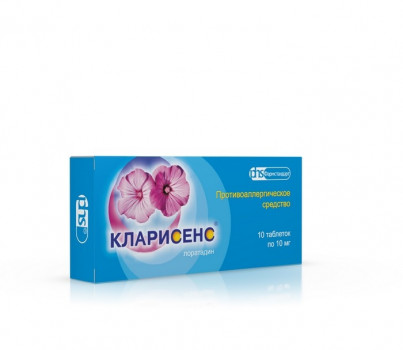 Фармстандарт
Противоаллергическое
средство
КЛАРИСЕНС®
лоратадин
10 таблеток
по 10 мг